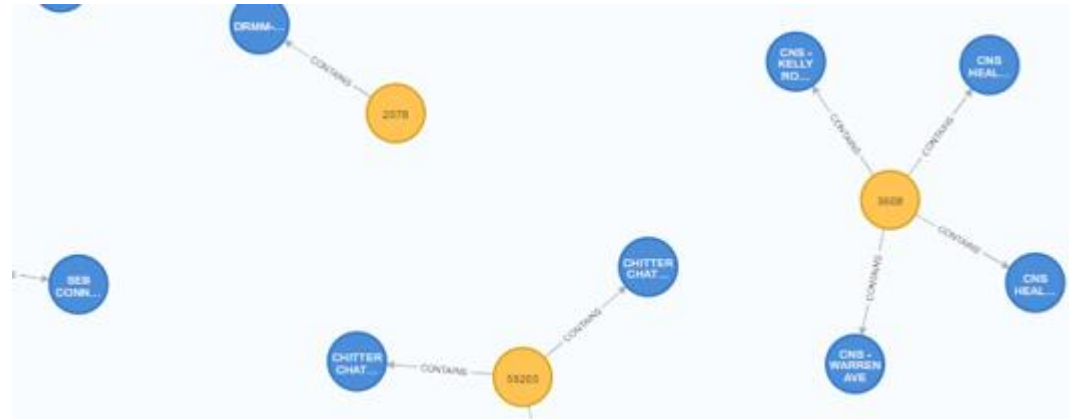 DRMM-...
CONTAINS
2078
CNS -
KELLY
RD...
CNS
HEAL...
CONTAINS
CONTAINS
3608
CONTAINS
CNS
HEAL...
CONTAINS
CNS -
WARREN
AVE
SEB
CONN...
CHITTER
CHAT...
CONTAINS
CHITTER
CHAT...
CONTAINS